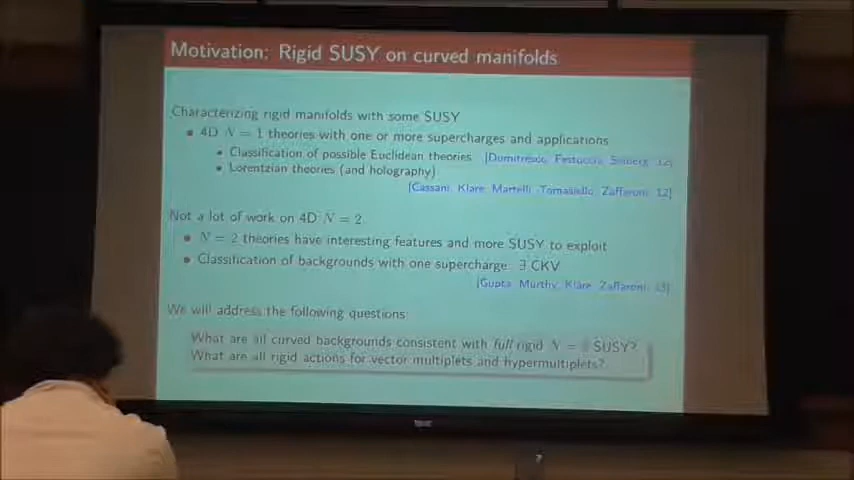 Motivation: Rigid SUSY on curved manifolds
Characterizing rigid manifolds with some SUSY
• 4D N = 1 theories with one or more supercharges and applications
• Classification of possible Euclidean theories [Dumitrescu Festuccia Seiberg 12]
• Lorentzian theories (and holography)
[Cassani Klare Martelli Tomasiello Zaffaroni 12]
Not a lot of work on 4D N = 2
• N = 2 theories have interesting features and more SUSY to exploit
• Classification of backgrounds with one supercharge: ∃ CKV
[Gupta Murthy Klare Zaffaroni 13]
We will address the following questions:
What are all curved backgrounds consistent with full rigid N = SUSY?
What are all rigid actions for vector multiplets and hypermultiplets?